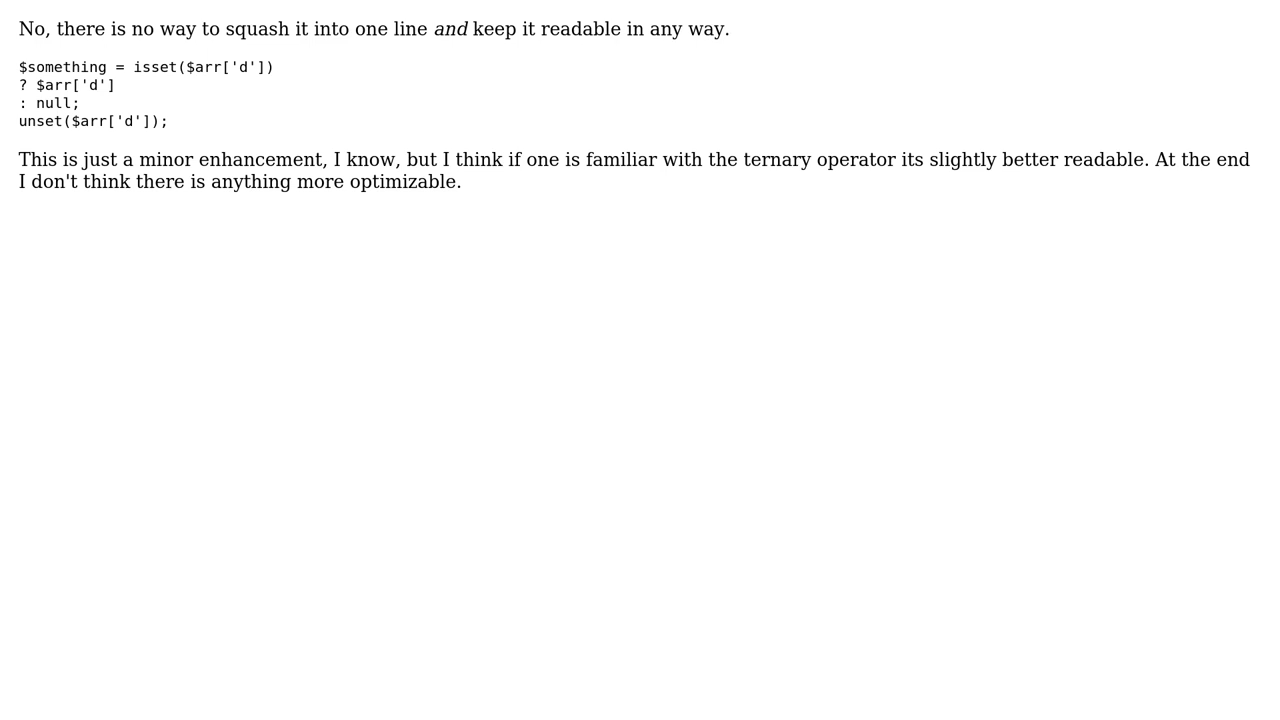 No, there is no way to squash it into one line and keep it readable in any way.
$something = isset($arr['d'])
? $arr['d']
: null;
unset($arr['d']);
This is just a minor enhancement, I know, but I think if one is familiar with the ternary operator its slightly better readable. At the end
I don't think there is anything more optimizable.